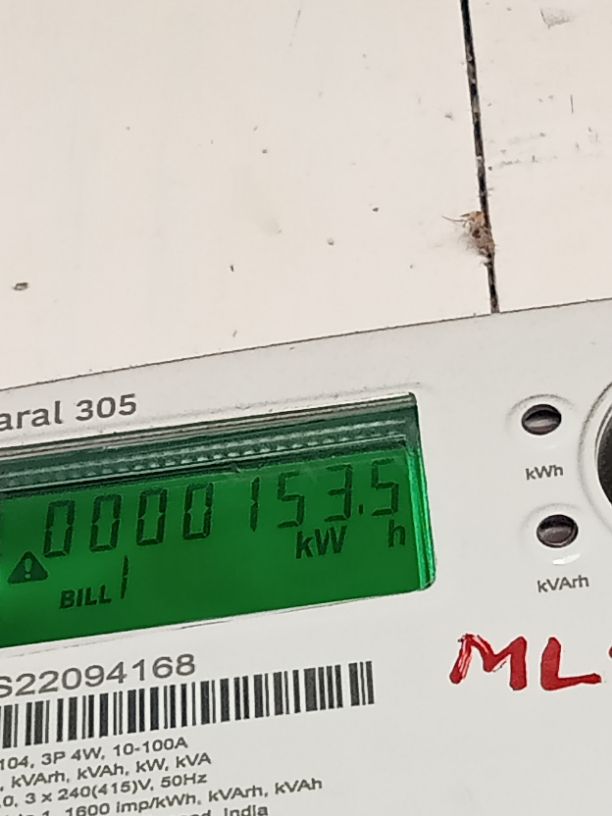 aral 305
0000153.5
kW h
BILL 1
kWh
kVArh
S22094168
ML
104, 3P 4W, 10-100A
, kVArh, kVAh, kW, kVA
.0, 3 x 240(415)V, 50Hz
1, 1600 imp/kWh, kVArh, kVAh
India